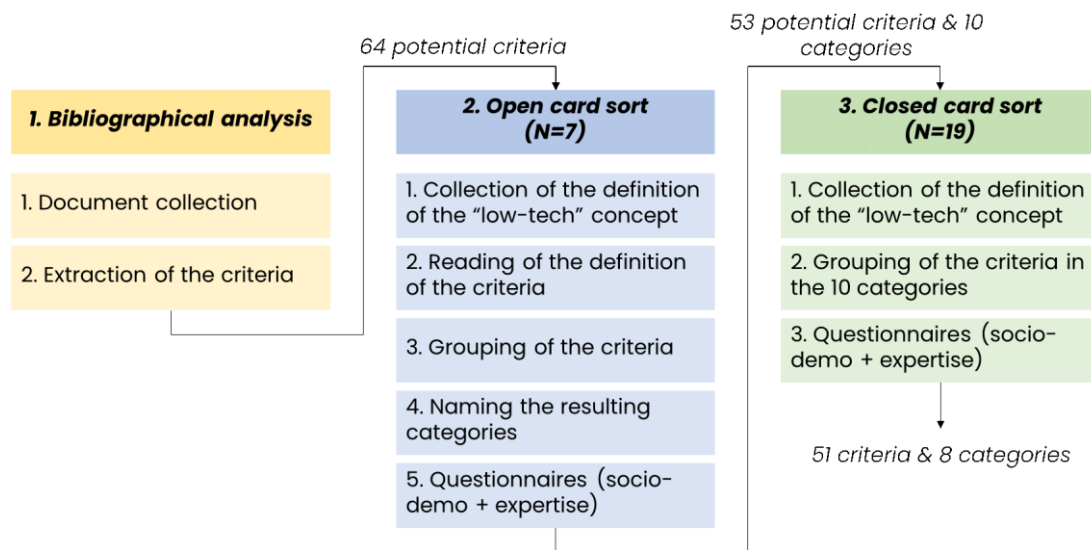 64 potential criteria
53 potential criteria & 10
categories
1. Bibliographical analysis
1. Document collection
2. Extraction of the criteria
2. Open card sort
(N=7)
1. Collection of the definition
of the “low-tech” concept
2. Reading of the definition
of the criteria
3. Grouping of the criteria
4. Naming the resulting
categories
5. Questionnaires (socio-
demo + expertise)
3. Closed card sort
(N=19)
1. Collection of the definition
of the “low-tech” concept
2. Grouping of the criteria in
the 10 categories
3. Questionnaires (socio-
demo + expertise)
51 criteria & 8 categories